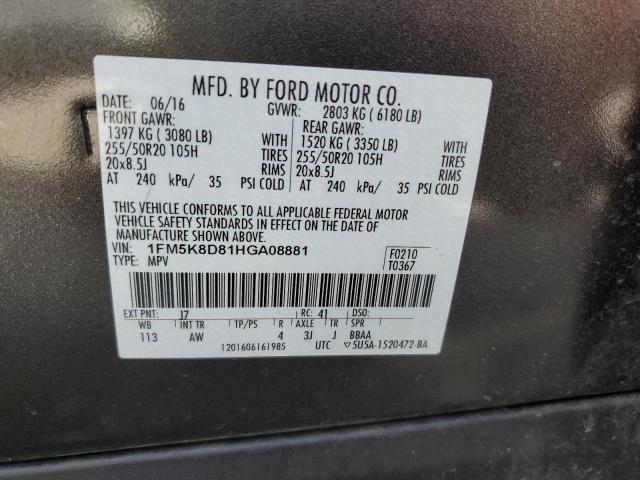 MFD. BY FORD MOTOR CO.
DATE: 06/16 GVWR: 2803 KG ( 6180 LB)
FRONT GAWR: REAR GAWR:
1397 KG ( 3080 LB) 1520 KG ( 3350 LB)
255/50R20 105H TIRES 255/50R20 105H TIRES
20x8.5J RIMS 20x8.5J RIMS
AT 240 kPa/ 35 PSI COLD AT 240 kPa/ 35 PSI COLD
THIS VEHICLE CONFORMS TO ALL APPLICABLE FEDERAL MOTOR
VEHICLE SAFETY STANDARDS IN EFFECT ON THE DATE OF
MANUFACTURE SHOWN ABOVE.
VIN: 1FM5K8D81HGA08881 F0210
TYPE: MPV T0367
EXT PNT: J7 RC: 41 DSO:
WB INT TR TP/PS R AXLE TR SPR
113 AW 4 3J J BBAA
1201606161985 UTC ▽5U5A-1520472-BA